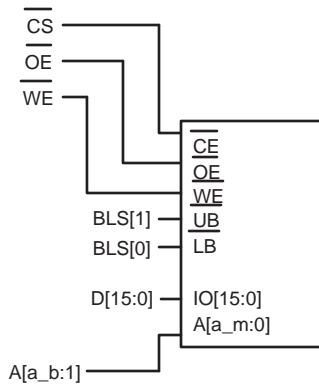 CS
OE
WE
CE
OE
WE
BLS[1] UB
BLS[0] LB
D[15:0] IO[15:0]
A[a_m:0]
A[a_b:1]